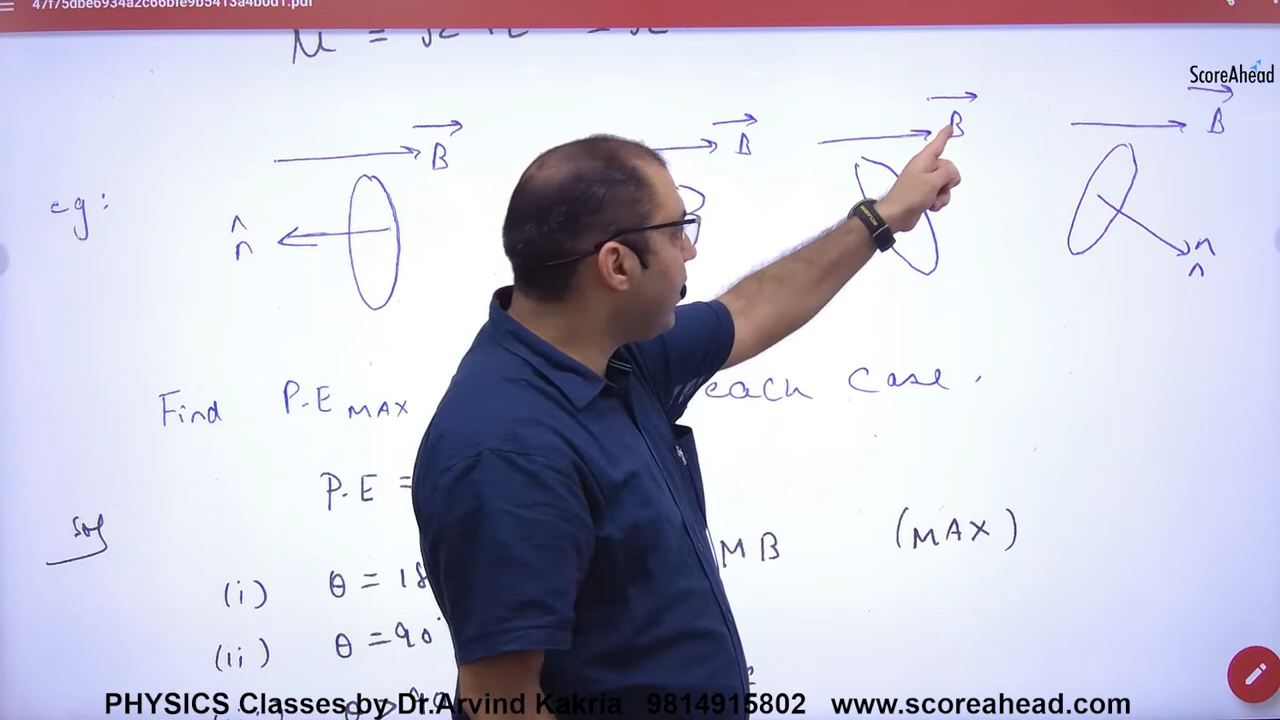 47f75dbe6934a2c66bfe9b5413a4b0d1.pdf
ScoreAhead
M =
B
B
B
B
eg:
n̂
n̂
Find P.E MAX each case.
P.E =
Sol
(i) θ = 18 MB (MAX)
(ii) θ = 90°
PHYSICS Classes by Dr.Arvind Kakria 9814915802 www.scoreahead.com